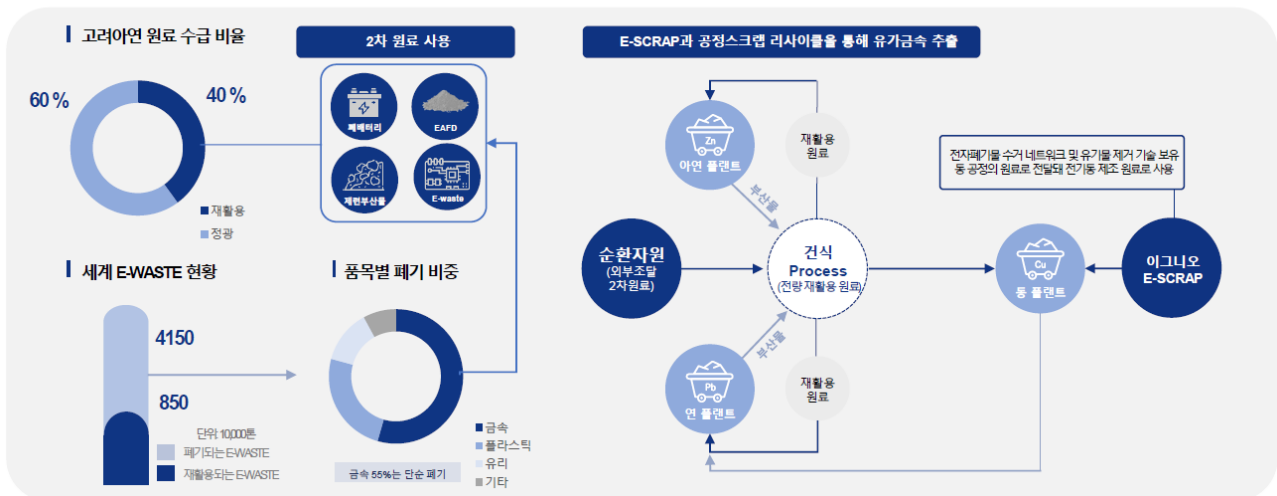 고려아연 원료 수급 비율
60 %
40 %
재활용
정광
2차 원료 사용
폐배터리
EAFD
제련부산물
E-waste
세계 E-WASTE 현황
4150
850
단위: 10,000톤
폐기되는 E-WASTE
재활용되는 E-WASTE
품목별 폐기 비중
금속
플라스틱
유리
기타
금속 55%는 단순 폐기
E-SCRAP과 공정스크랩 리사이클을 통해 유가금속 추출
Zn
아연 플랜트
재활용
원료
부산물
순환자원
(외부조달
2차원료)
건식
Process
(전량 재활용 원료)
부산물
Pb
연 플랜트
재활용
원료
전자폐기물 수거 네트워크 및 유기물 제거 기술 보유
동 공정의 원료로 전달돼 전기동 제조 원료로 사용
Cu
동 플랜트
이그니오
E-SCRAP